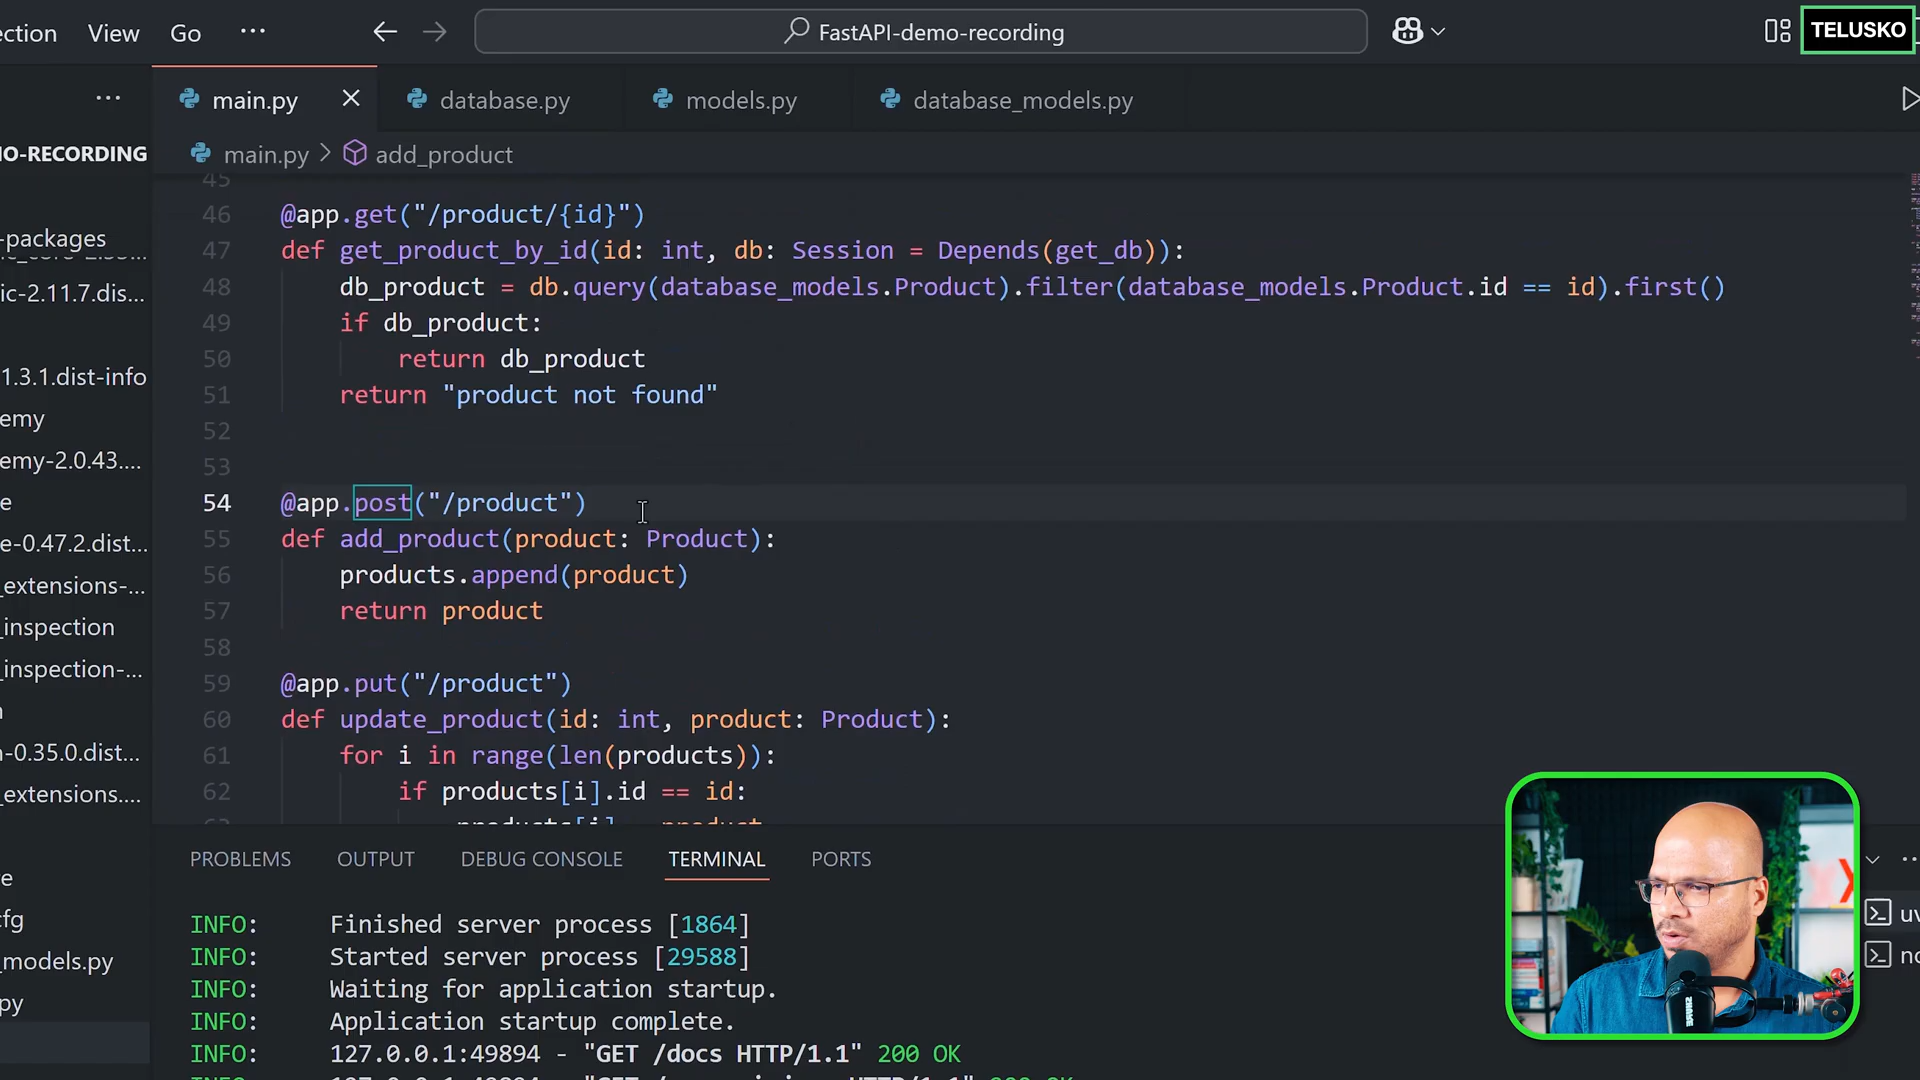 ection View Go ... FastAPI-demo-recording TELUSKO
main.py database.py models.py database_models.py
O-RECORDING
main.py > add_product
-packages
ic-2.11.7.dis...
1.3.1.dist-info
emy
emy-2.0.43....
e
e-0.47.2.dist...
_extensions-...
_inspection
_inspection-...
n-0.35.0.dist...
_extensions....
e
cfg
_models.py
py
45
46 @app.get("/product/{id}")
47 def get_product_by_id(id: int, db: Session = Depends(get_db)):
48 db_product = db.query(database_models.Product).filter(database_models.Product.id == id).first()
49 if db_product:
50 return db_product
51 return "product not found"
52
53
54 @app.post("/product")
55 def add_product(product: Product):
56 products.append(product)
57 return product
58
59 @app.put("/product")
60 def update_product(id: int, product: Product):
61 for i in range(len(products)):
62 if products[i].id == id:
PROBLEMS OUTPUT DEBUG CONSOLE TERMINAL PORTS
INFO: Finished server process [1864]
INFO: Started server process [29588]
INFO: Waiting for application startup.
INFO: Application startup complete.
INFO: 127.0.0.1:49894 - "GET /docs HTTP/1.1" 200 OK
uv
no